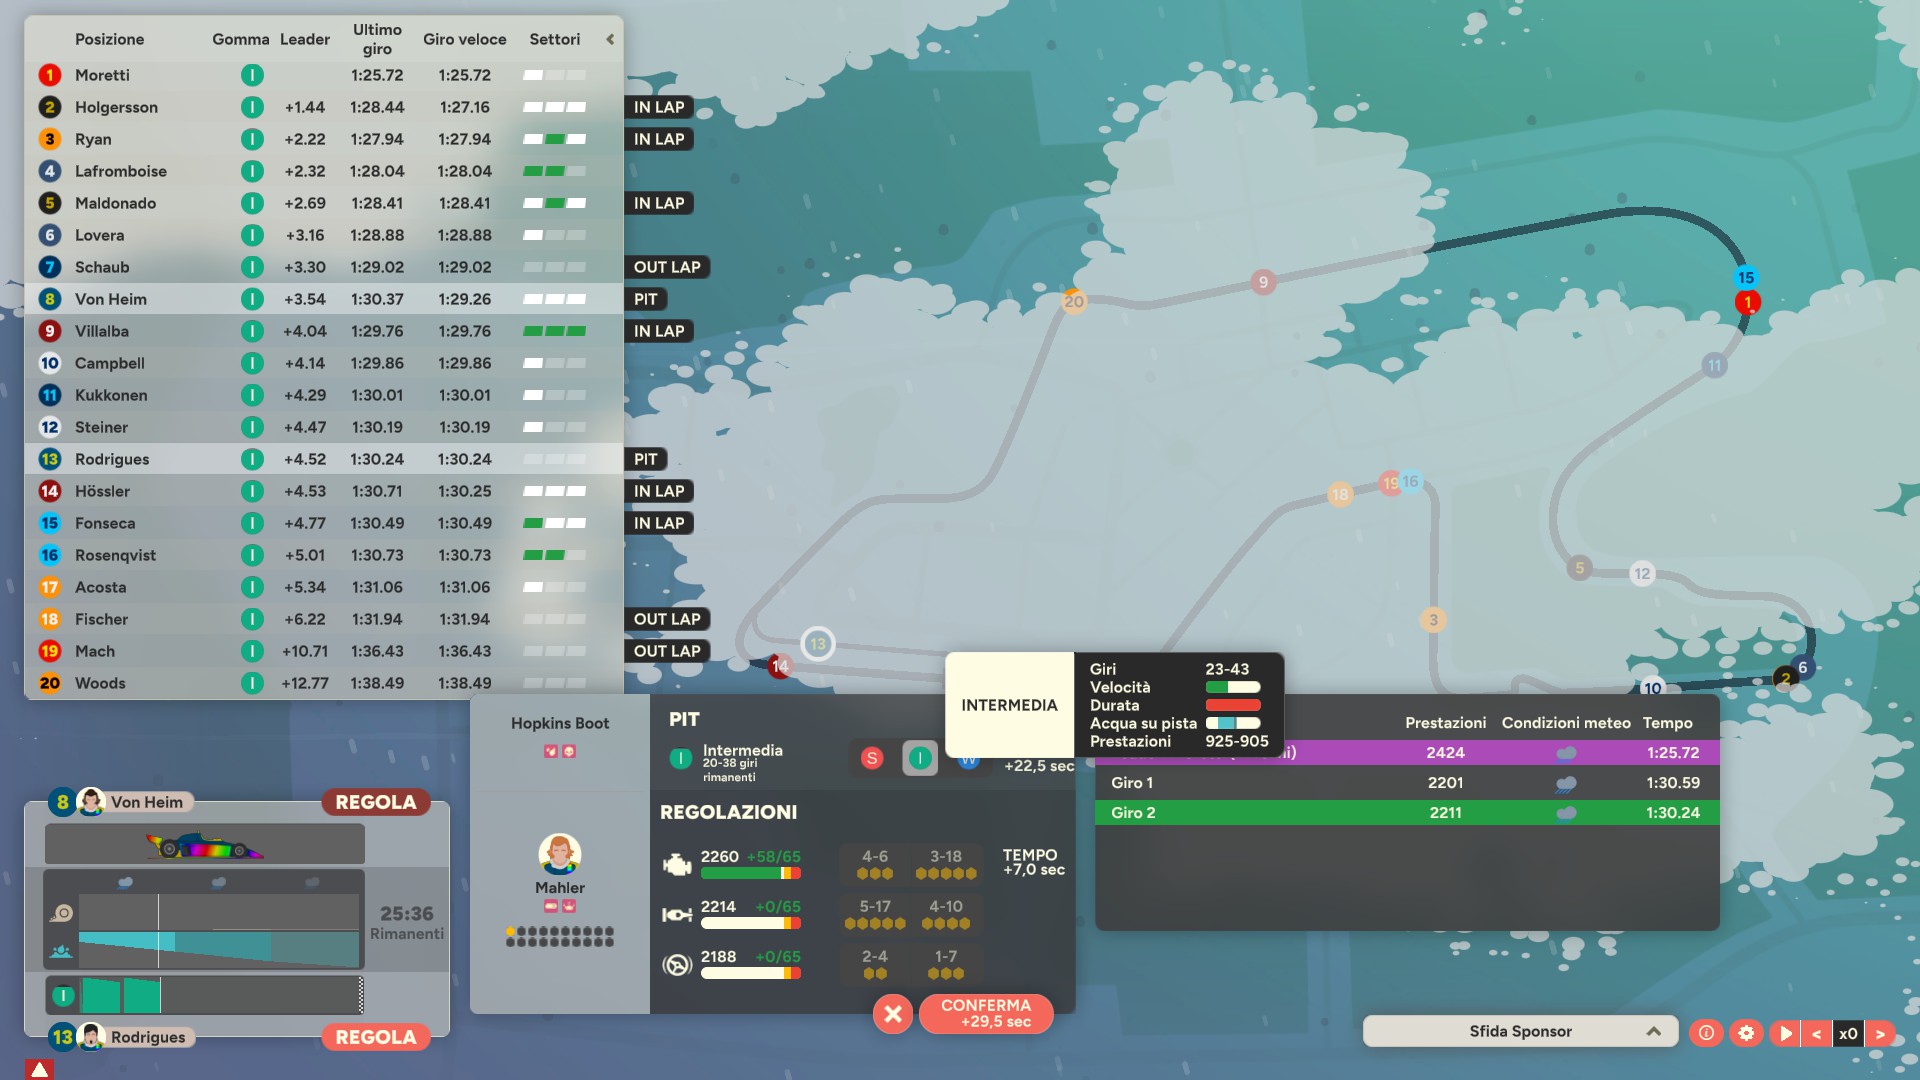 Posizione Gomma Leader Ultimo giro Giro veloce Settori
1 Moretti I 1:25.72 1:25.72
2 Holgersson I +1.44 1:28.44 1:27.16 IN LAP
3 Ryan I +2.22 1:27.94 1:27.94 IN LAP
4 Lafromboise I +2.32 1:28.04 1:28.04
5 Maldonado I +2.69 1:28.41 1:28.41 IN LAP
6 Lovera I +3.16 1:28.88 1:28.88
7 Schaub I +3.30 1:29.02 1:29.02 OUT LAP
8 Von Heim I +3.54 1:30.37 1:29.26 PIT
9 Villalba I +4.04 1:29.76 1:29.76 IN LAP
10 Campbell I +4.14 1:29.86 1:29.86
11 Kukkonen I +4.29 1:30.01 1:30.01
12 Steiner I +4.47 1:30.19 1:30.19
13 Rodrigues I +4.52 1:30.24 1:30.24 PIT
14 Hössler I +4.53 1:30.71 1:30.25 IN LAP
15 Fonseca I +4.77 1:30.49 1:30.49 IN LAP
16 Rosenqvist I +5.01 1:30.73 1:30.73
17 Acosta I +5.34 1:31.06 1:31.06
18 Fischer I +6.22 1:31.94 1:31.94 OUT LAP
19 Mach I +10.71 1:36.43 1:36.43 OUT LAP
20 Woods I +12.77 1:38.49 1:38.49
15
1
20
9
11
19 16
18
5
12
3
13
14
6
2
10
INTERMEDIA
Giri 23-43
Velocità
Durata
Acqua su pista
Prestazioni 925-905
Hopkins Boot
Mahler
PIT
I Intermedia
20-38 giri
rimanenti
S I W
+22,5 sec
REGOLAZIONI
2260 +58/65 4-6 3-18
TEMPO
+7,0 sec
2214 +0/65 5-17 4-10
2188 +0/65 2-4 1-7
CONFERMA
+29,5 sec
Prestazioni Condizioni meteo Tempo
2424 1:25.72
Giro 1 2201 1:30.59
Giro 2 2211 1:30.24
8 Von Heim REGOLA
25:36
Rimanenti
I
13 Rodrigues REGOLA
Sfida Sponsor
< x0 >